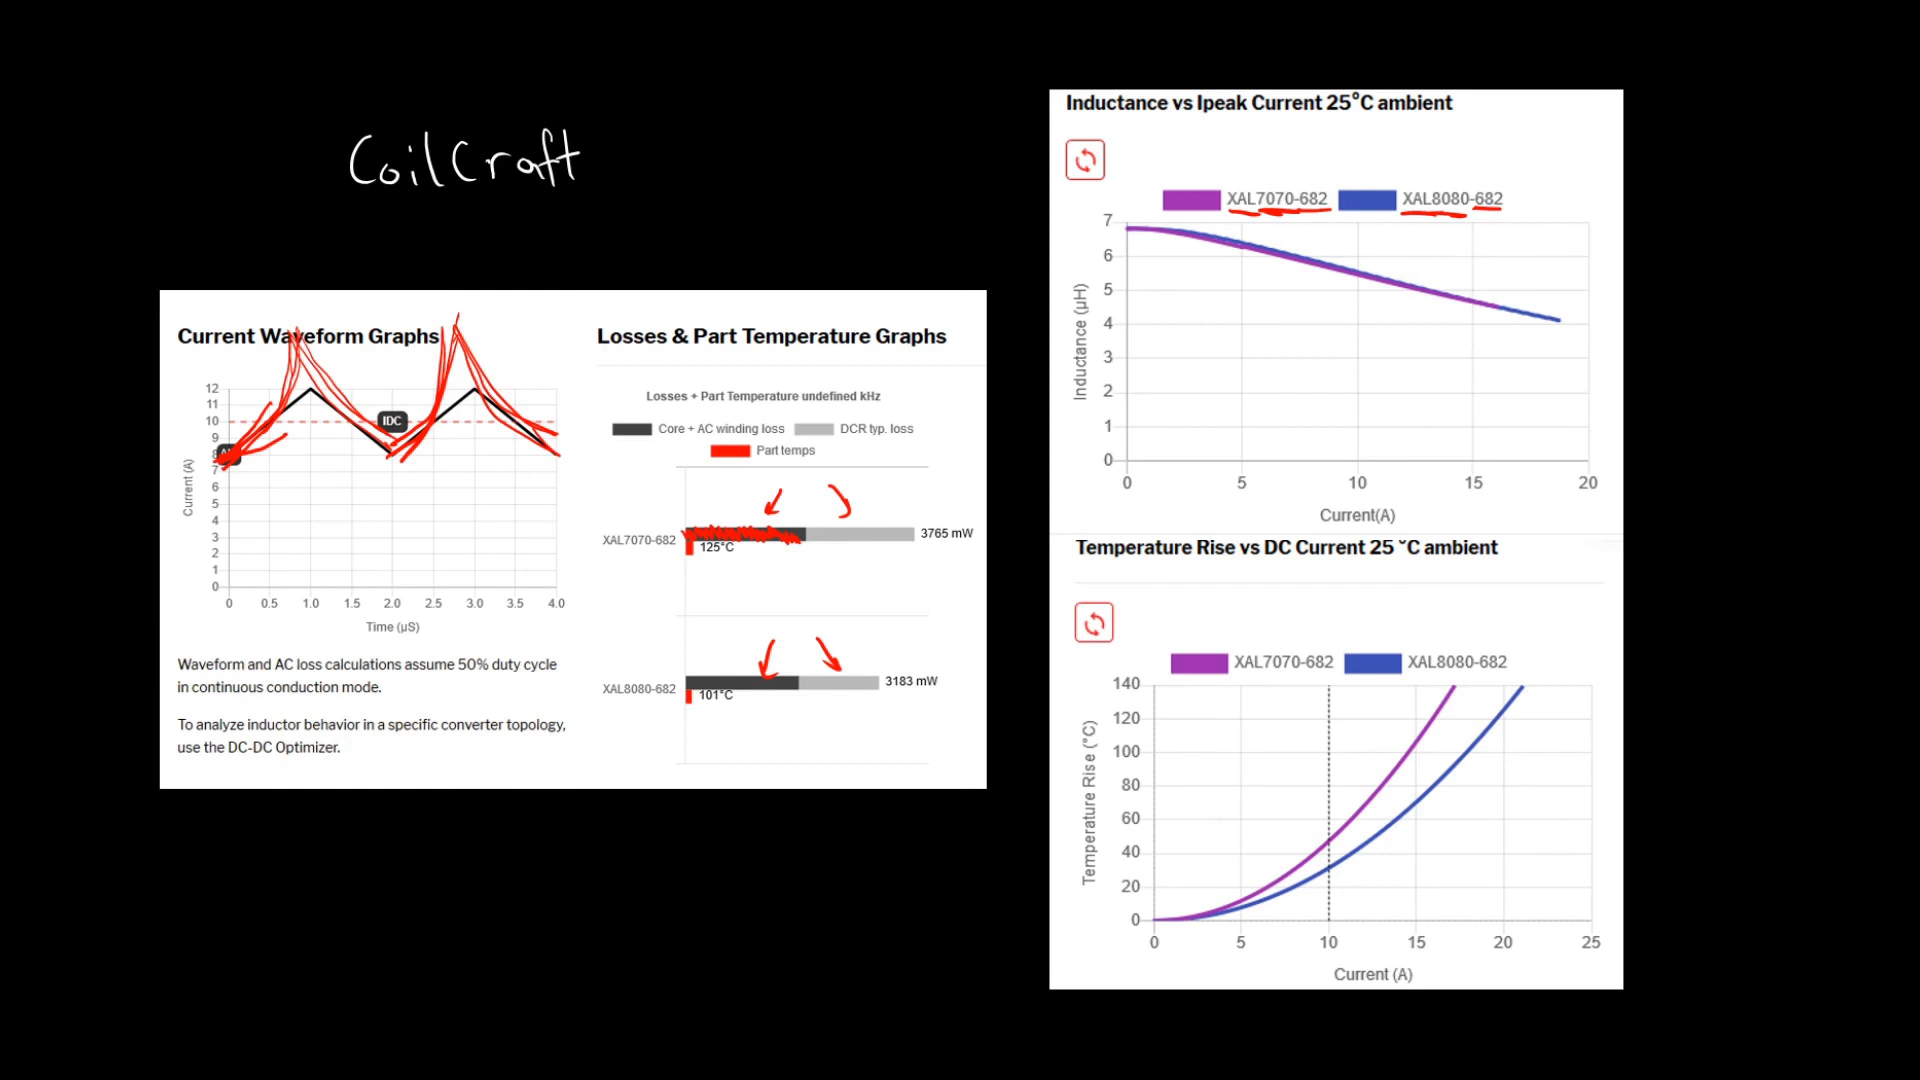 CoilCraft
Current Waveform Graphs
12
11
10
9
8
7
6
5
4
3
2
1
0
Current (A)
IDC
0 0.5 1.0 1.5 2.0 2.5 3.0 3.5 4.0
Time (µS)
Waveform and AC loss calculations assume 50% duty cycle
in continuous conduction mode.
To analyze inductor behavior in a specific converter topology,
use the DC-DC Optimizer.
Losses & Part Temperature Graphs
Losses + Part Temperature undefined kHz
Core + AC winding loss DCR typ. loss
Part temps
XAL7070-682
3765 mW
125°C
XAL8080-682
3183 mW
101°C
Inductance vs Ipeak Current 25°C ambient
XAL7070-682 XAL8080-682
7
6
5
4
3
2
1
0
Inductance (µH)
0 5 10 15 20
Current(A)
Temperature Rise vs DC Current 25 °C ambient
XAL7070-682 XAL8080-682
140
120
100
80
60
40
20
0
Temperature Rise (°C)
0 5 10 15 20 25
Current (A)